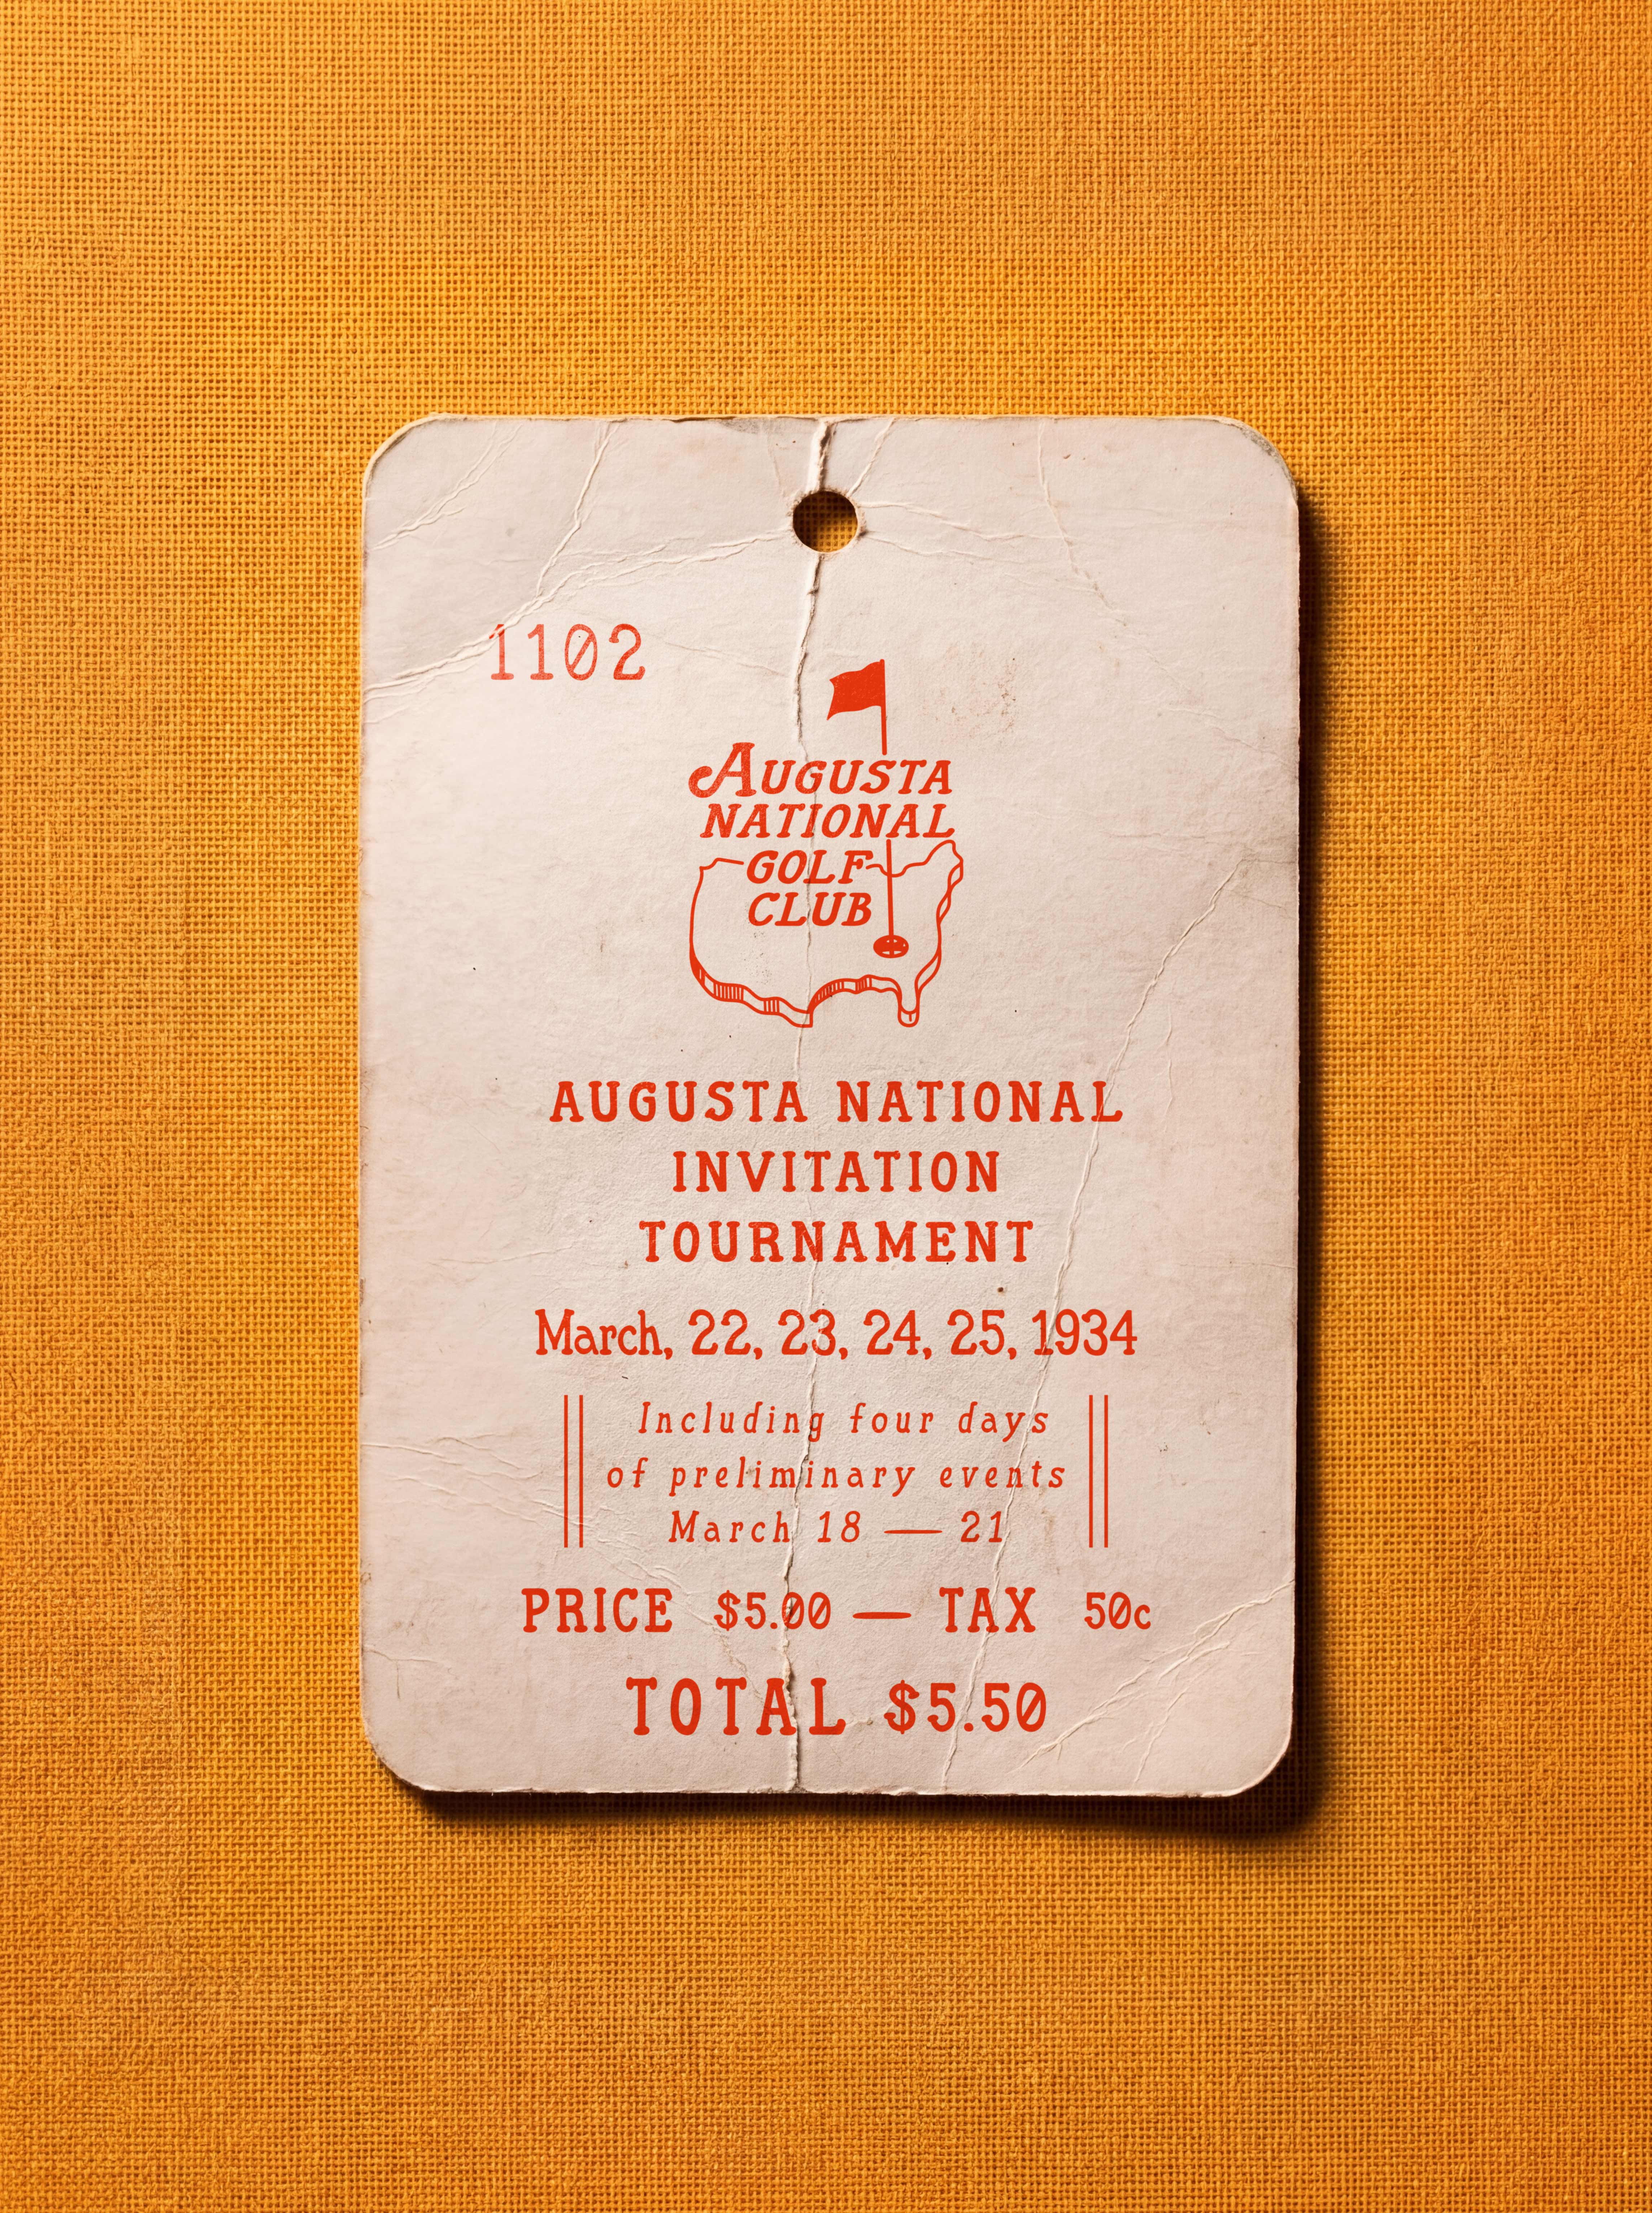 1102
AUGUSTA
NATIONAL
GOLF
CLUB
AUGUSTA NATIONAL
INVITATION
TOURNAMENT
March, 22, 23, 24, 25, 1934
Including four days
of preliminary events
March 18 — 21
PRICE $5.00 — TAX 50c
TOTAL $5.50